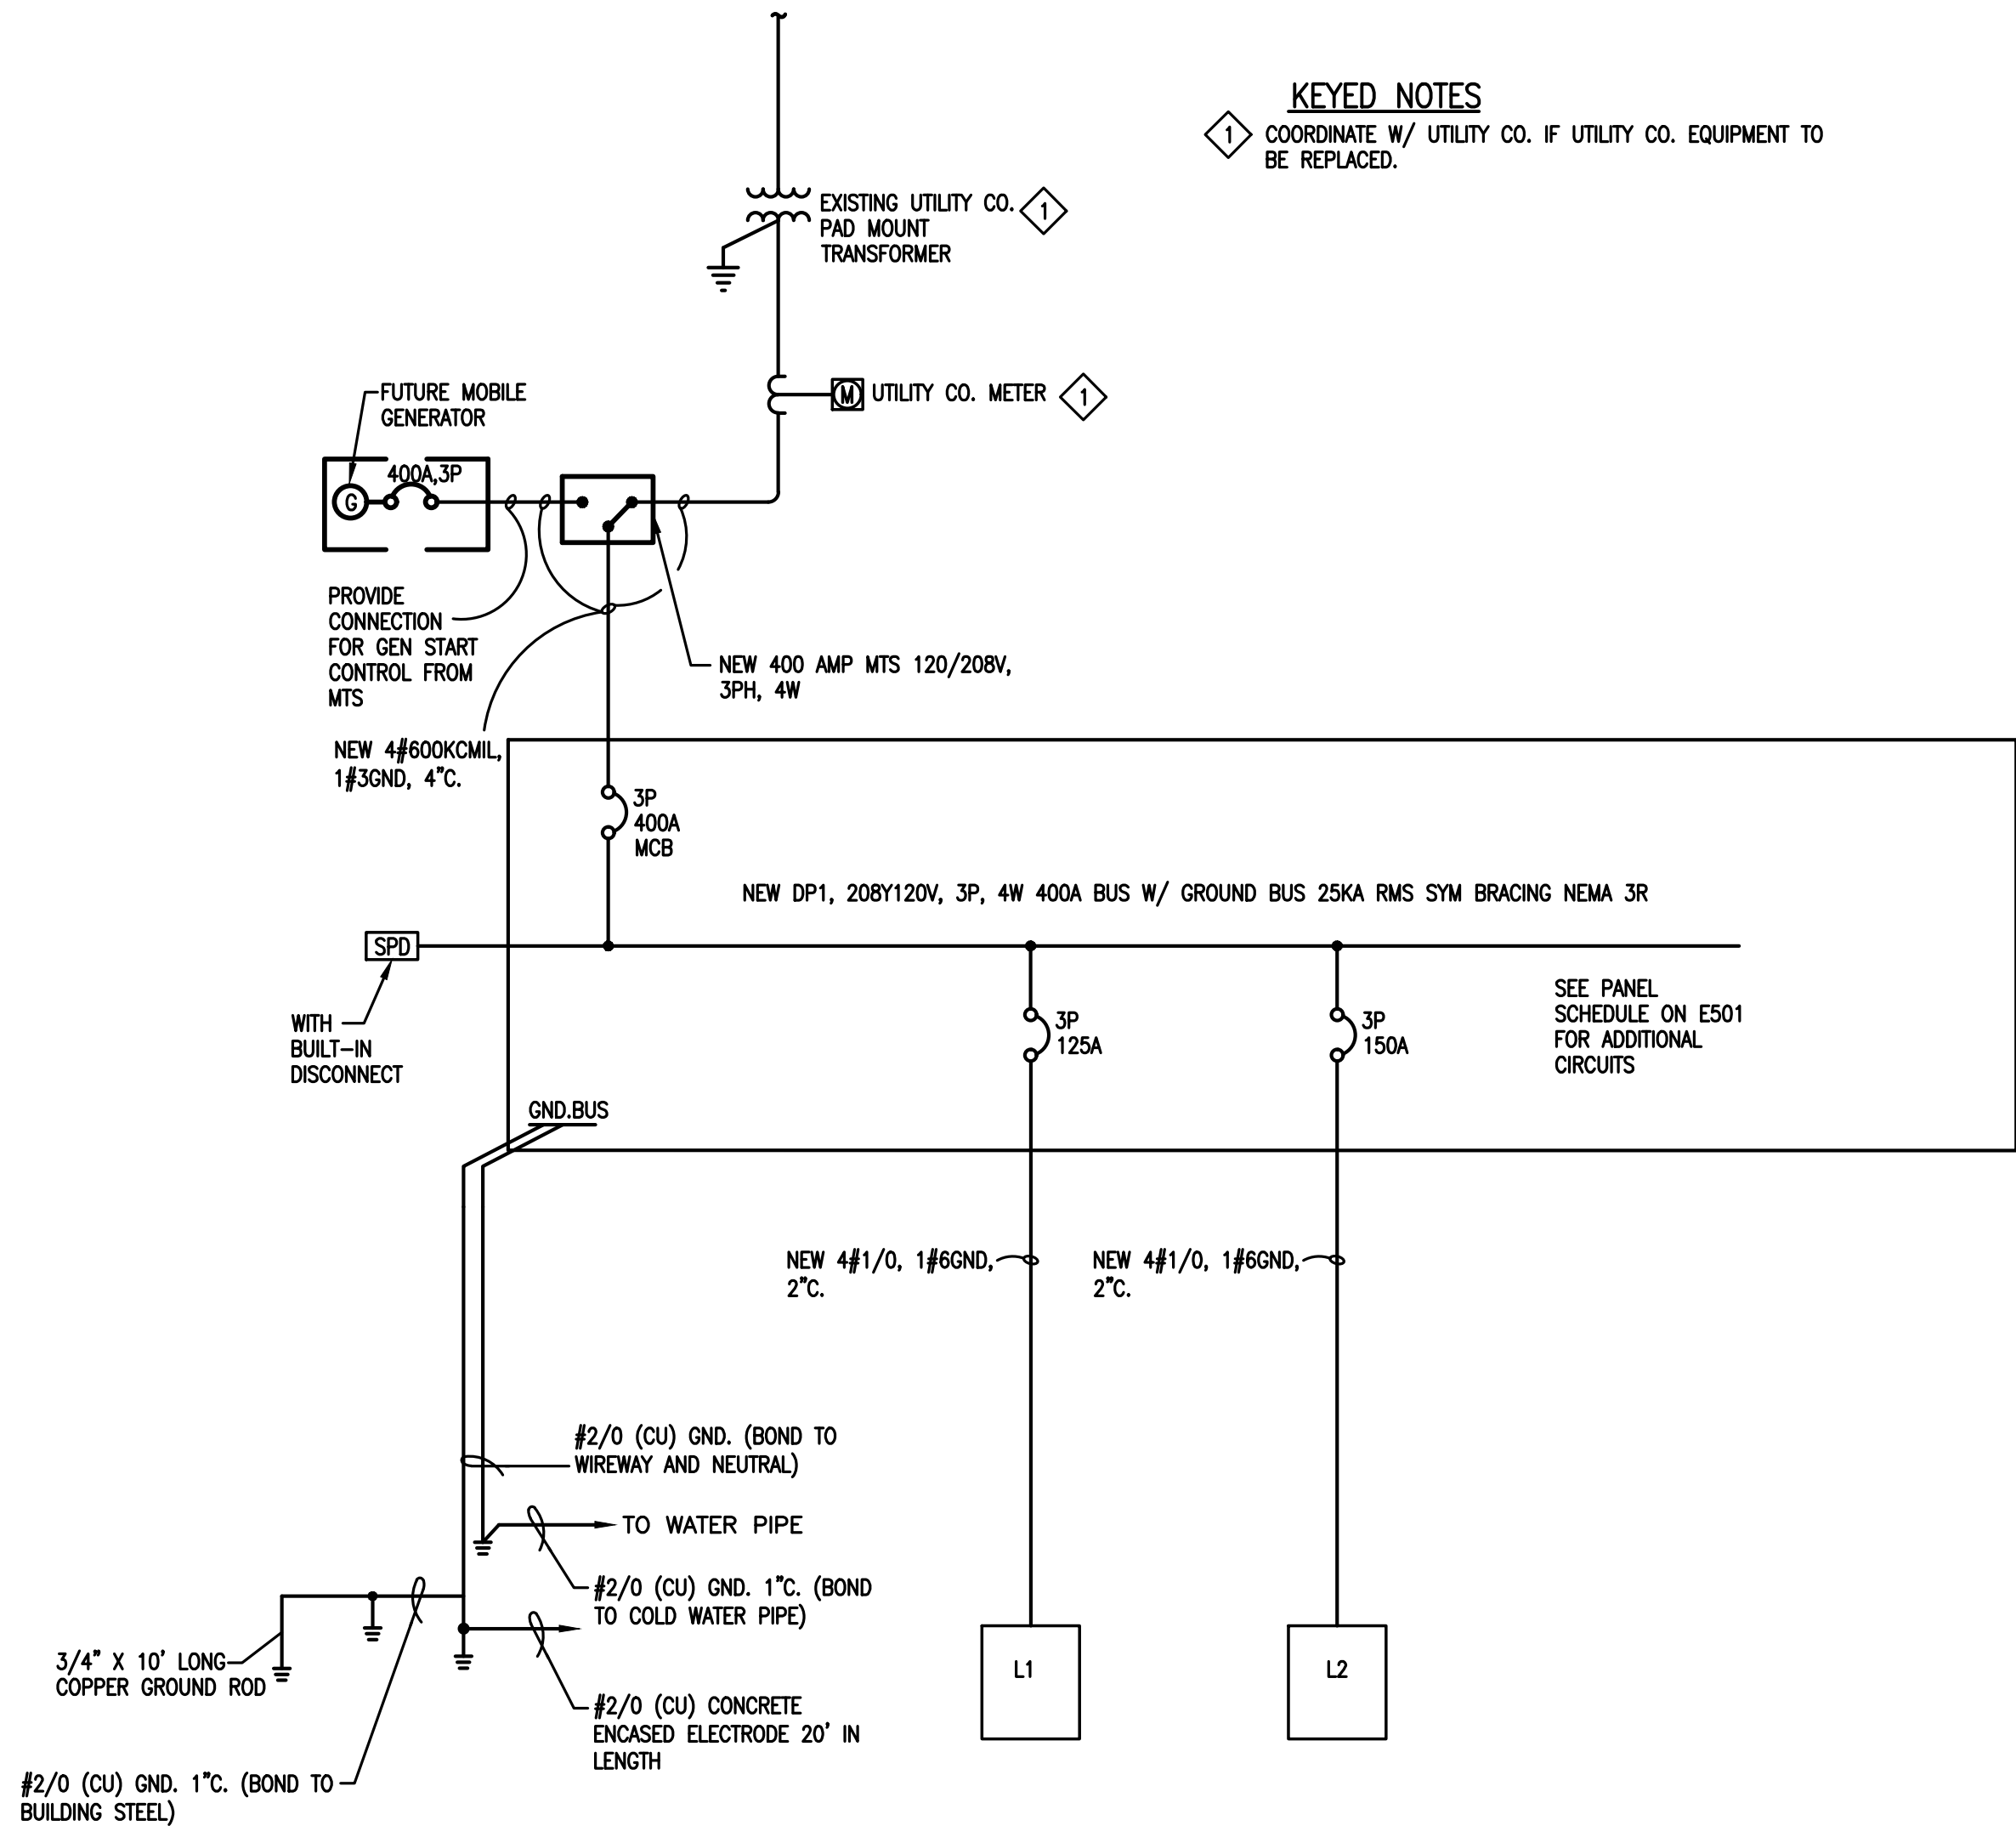 KEYED NOTES
1 COORDINATE W/ UTILITY CO. IF UTILITY CO. EQUIPMENT TO
BE REPLACED.
EXISTING UTILITY CO. 1
PAD MOUNT
TRANSFORMER
M UTILITY CO. METER 1
FUTURE MOBILE
GENERATOR
400A,3P
G
PROVIDE
CONNECTION
FOR GEN START
CONTROL FROM
MTS
NEW 400 AMP MTS 120/208V,
3PH, 4W
NEW 4#600KCMIL,
1#3GND, 4"C.
3P
400A
MCB
NEW DP1, 208Y120V, 3P, 4W 400A BUS W/ GROUND BUS 25KA RMS SYM BRACING NEMA 3R
SPD
WITH
BUILT-IN
DISCONNECT
3P
125A
3P
150A
SEE PANEL
SCHEDULE ON E501
FOR ADDITIONAL
CIRCUITS
GND.BUS
NEW 4#1/0, 1#6GND,
2"C.
NEW 4#1/0, 1#6GND,
2"C.
#2/0 (CU) GND. (BOND TO
WIREWAY AND NEUTRAL)
TO WATER PIPE
#2/0 (CU) GND. 1"C. (BOND
TO COLD WATER PIPE)
3/4" X 10' LONG
COPPER GROUND ROD
#2/0 (CU) CONCRETE
ENCASED ELECTRODE 20' IN
LENGTH
L1
L2
#2/0 (CU) GND. 1"C. (BOND TO
BUILDING STEEL)